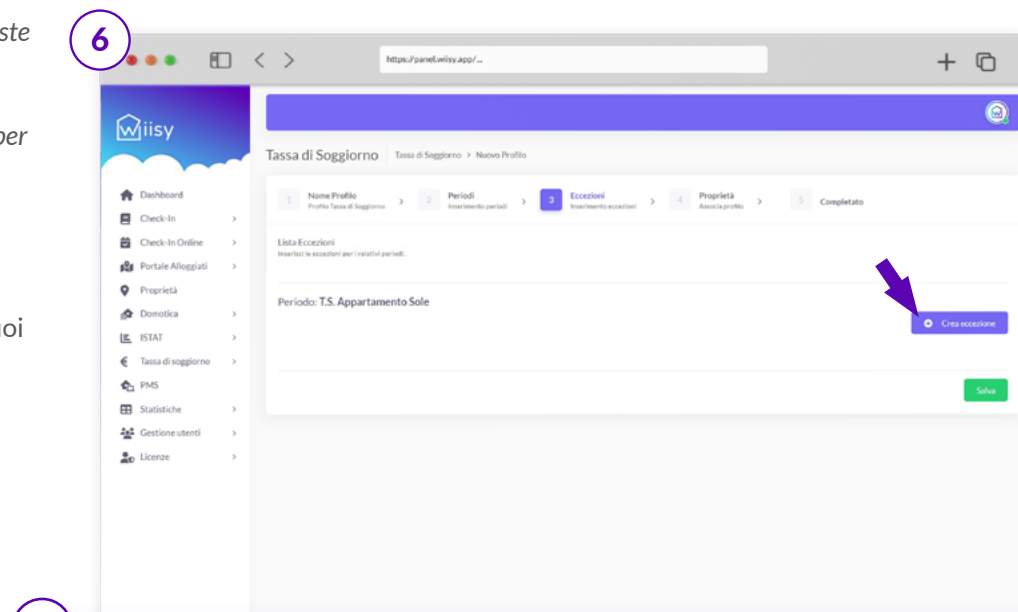 ste
6
https://panel.wiisy.app/...
Wiisy
per
Tassa di Soggiorno Tassa di Soggiorno > Nuovo Profilo
Dashboard
Check-In
Check-In Online
Portale Alloggiati
Proprietà
Domotica
ISTAT
Tassa di soggiorno
PMS
Statistiche
Gestione utenti
Licenze
1 Nome Profilo
Profilo Tassa di Soggiorno
2 Periodi
Inserimento periodi
3 Eccezioni
Inserimento eccezioni
4 Proprietà
Associa profilo
5 Completato
Lista Eccezioni
Inserisci le eccezioni per i relativi periodi.
Periodo: T.S. Appartamento Sole
Crea eccezione
Salva